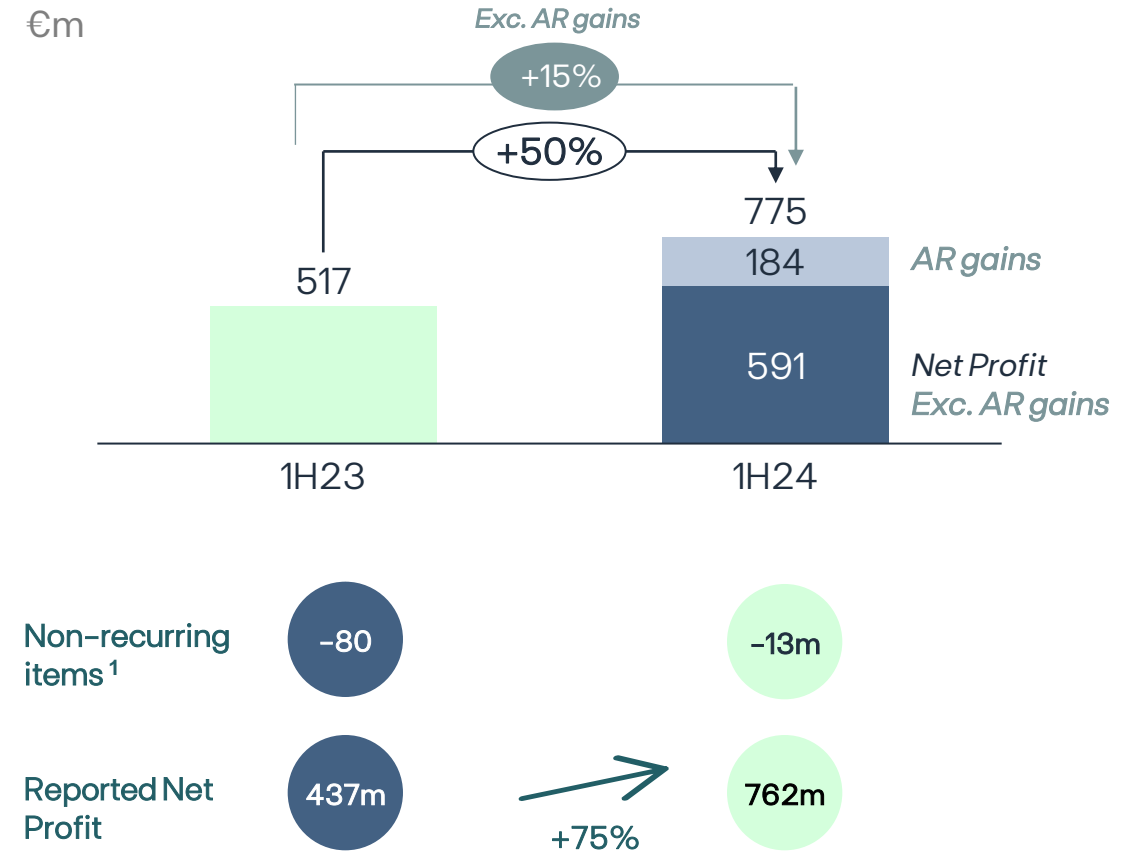 €m
Exc. AR gains
+15%
+50%
775
517
184
AR gains
591
Net Profit
Exc. AR gains
1H23
1H24
Non-recurring
items ¹
-80
-13m
Reported Net
Profit
437m
+75%
762m